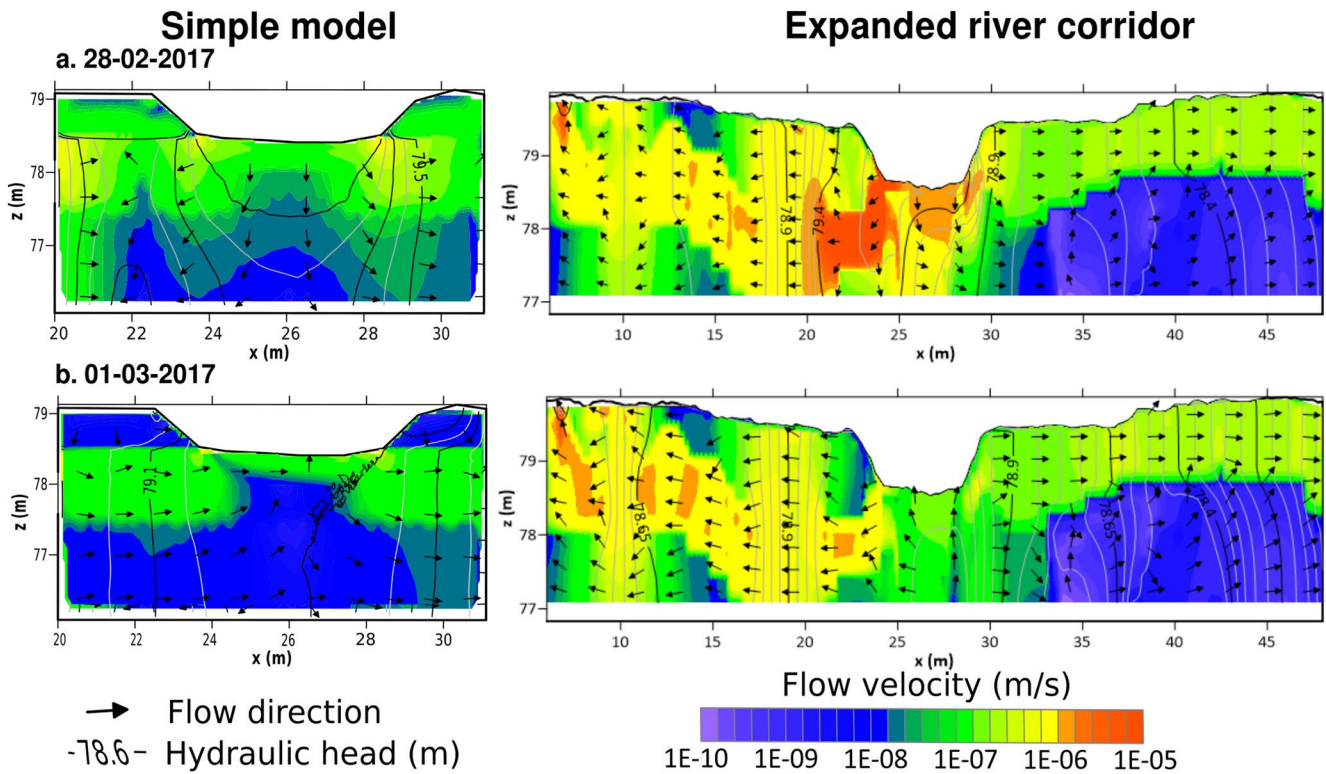 Simple model
Expanded river corridor
a. 28-02-2017
79
78
77
z (m)
79.5
20 22 24 26 28 30
x (m)
79
78
77
z (m)
78.9
79.4
78.9
78.4
10 15 20 25 30 35 40 45
x (m)
b. 01-03-2017
79
78
77
z (m)
79.1
20 22 24 26 28 30
x (m)
79
78
77
z (m)
78.65
78.9
78.9
78.65
78.4
10 15 20 25 30 35 40 45
x (m)
Flow direction
-78.6- Hydraulic head (m)
Flow velocity (m/s)
1E-10 1E-09 1E-08 1E-07 1E-06 1E-05